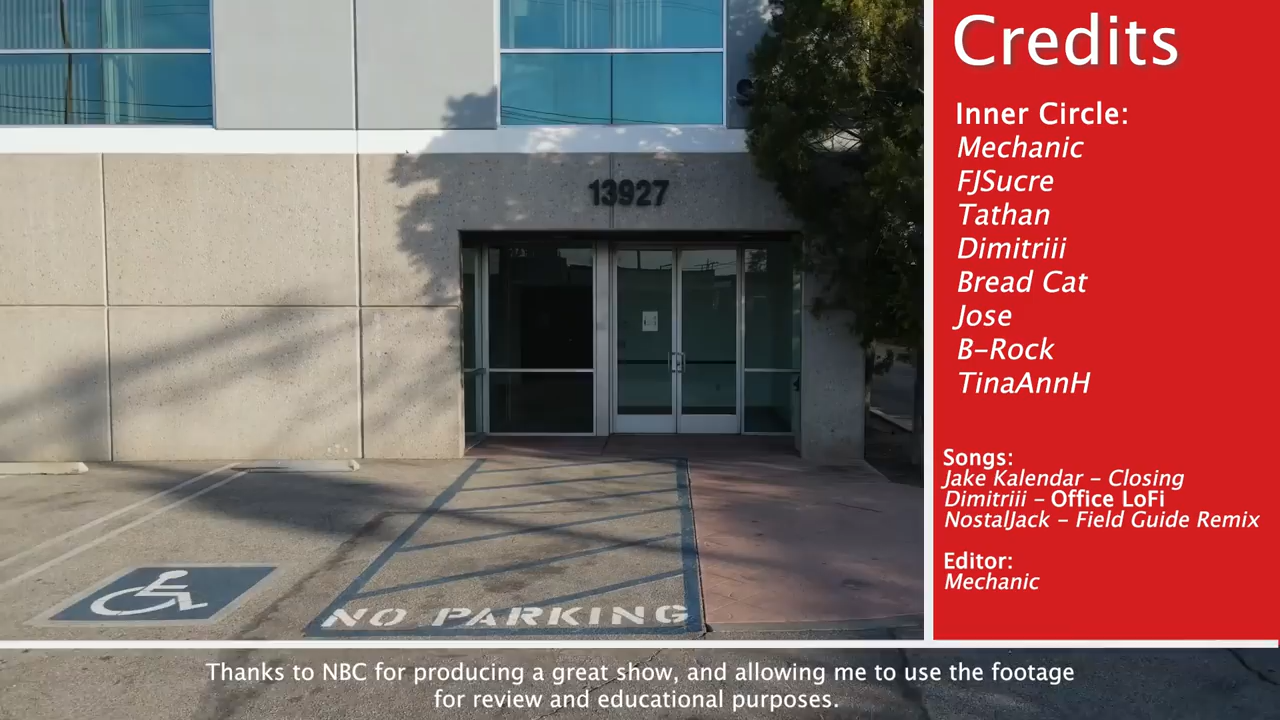 Credits
Inner Circle:
Mechanic
FJSucre
Tathan
Dimitriii
Bread Cat
Jose
B-Rock
TinaAnnH
Songs:
Jake Kalendar - Closing
Dimitriii - Office LoFi
NostalJack - Field Guide Remix
Editor:
Mechanic
13927
NO PARKING
Thanks to NBC for producing a great show, and allowing me to use the footage
for review and educational purposes.